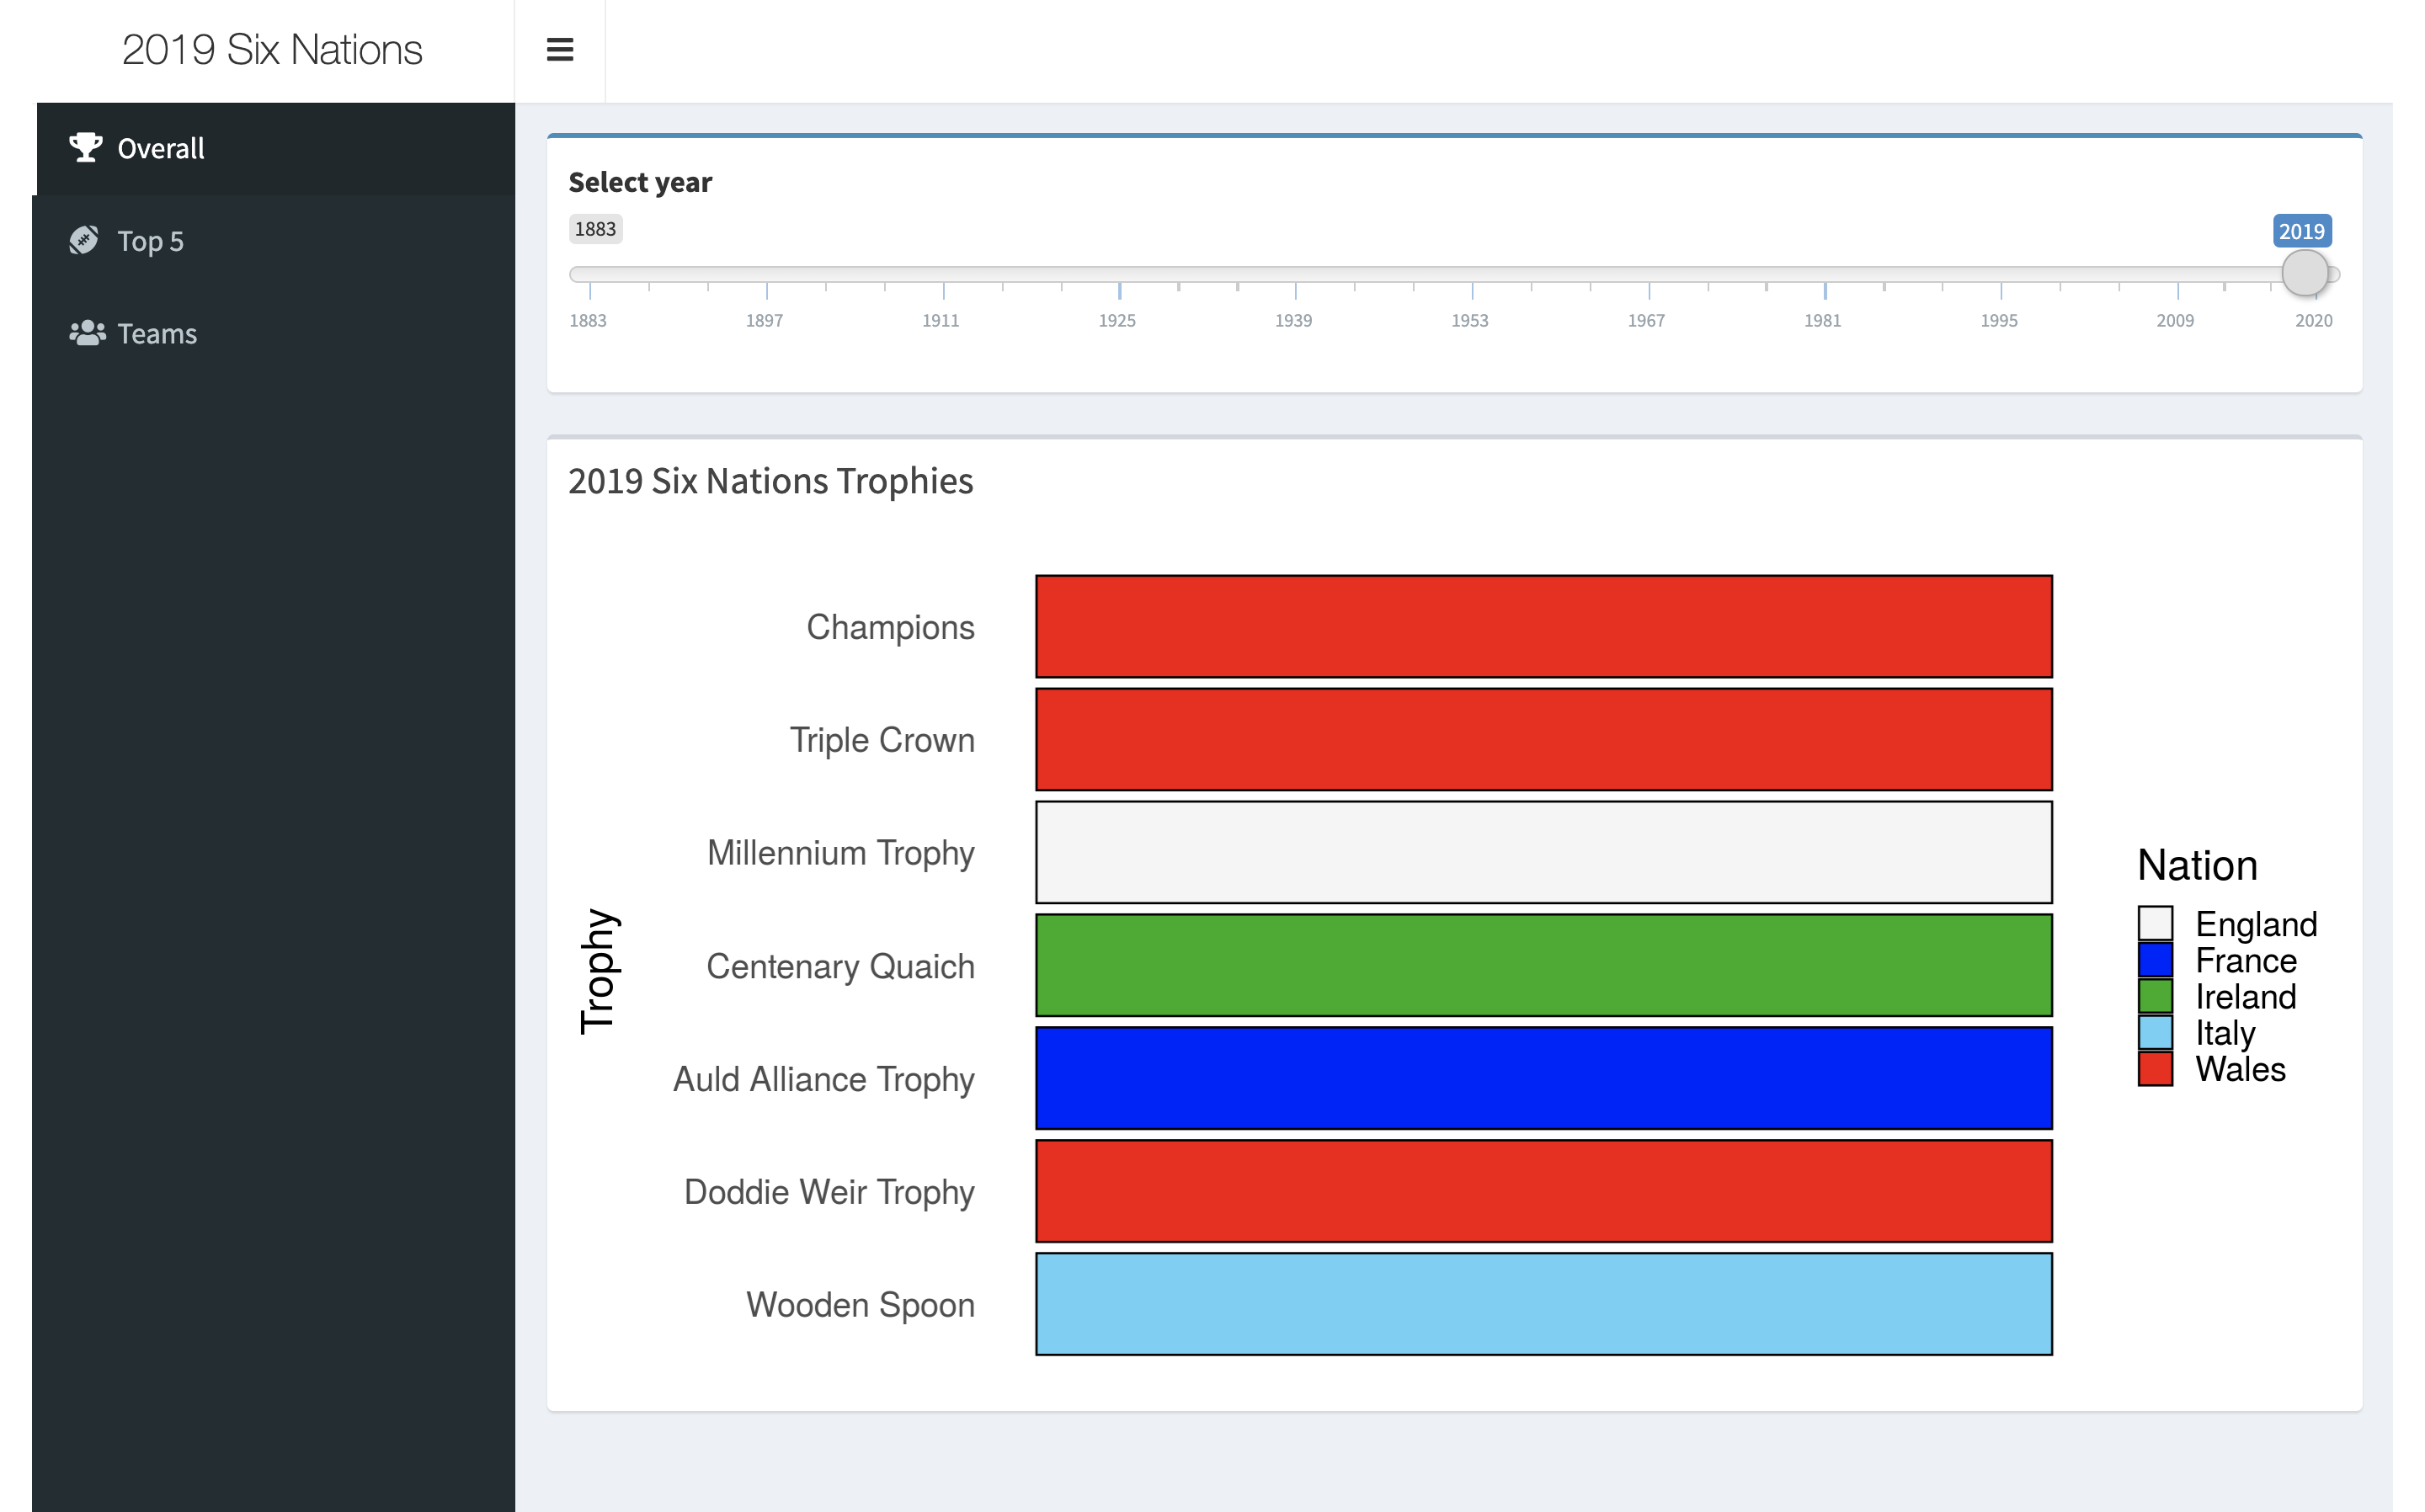 2019 Six Nations
Overall
Top 5
Teams
Select year
1883
2019
1883 1897 1911 1925 1939 1953 1967 1981 1995 2009 2020
2019 Six Nations Trophies
Trophy
Champions
Triple Crown
Millennium Trophy
Centenary Quaich
Auld Alliance Trophy
Doddie Weir Trophy
Wooden Spoon
Nation
England
France
Ireland
Italy
Wales